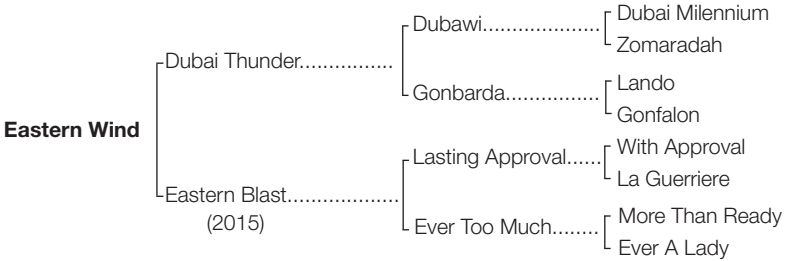 Dubai Milennium
Dubawi....................
Zomaradah
Dubai Thunder................
Lando
Gonbarda................
Gonfalon
Eastern Wind
With Approval
Lasting Approval......
La Guerriere
Eastern Blast...................
(2015)
More Than Ready
Ever Too Much........
Ever A Lady